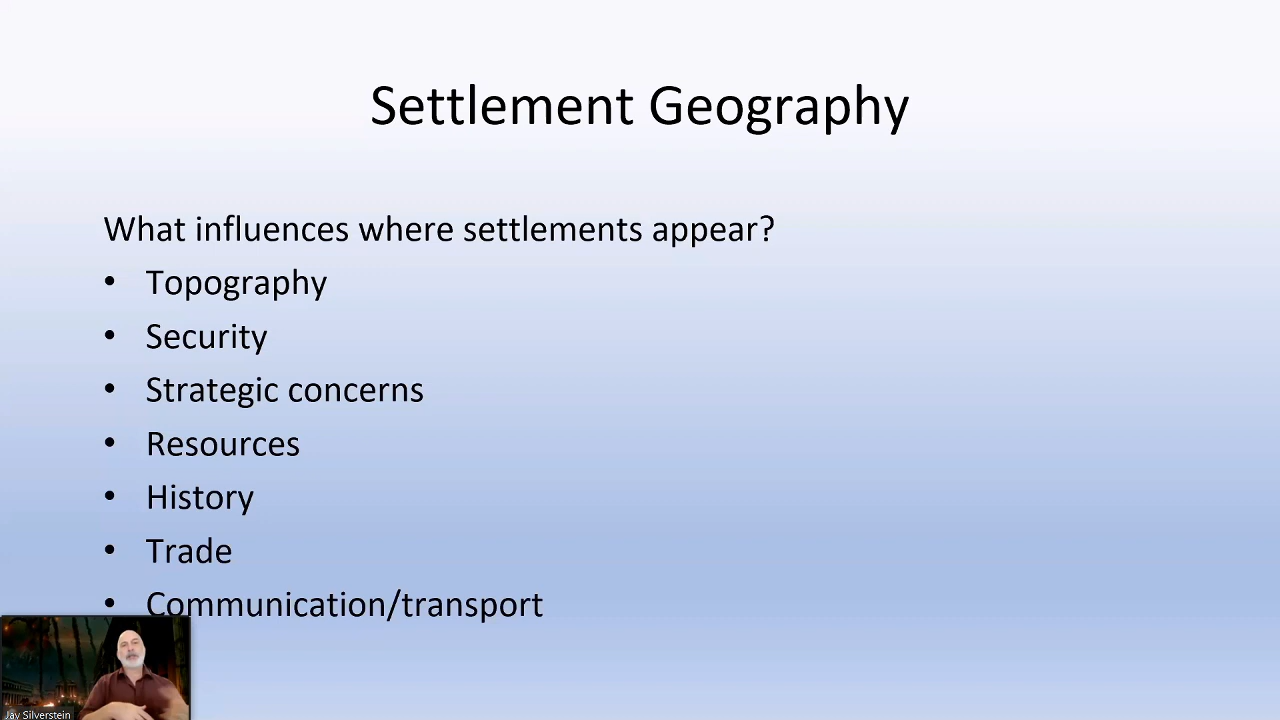 Settlement Geography
What influences where settlements appear?
• Topography
• Security
• Strategic concerns
• Resources
• History
• Trade
• Communication/transport
Jay Silverstein